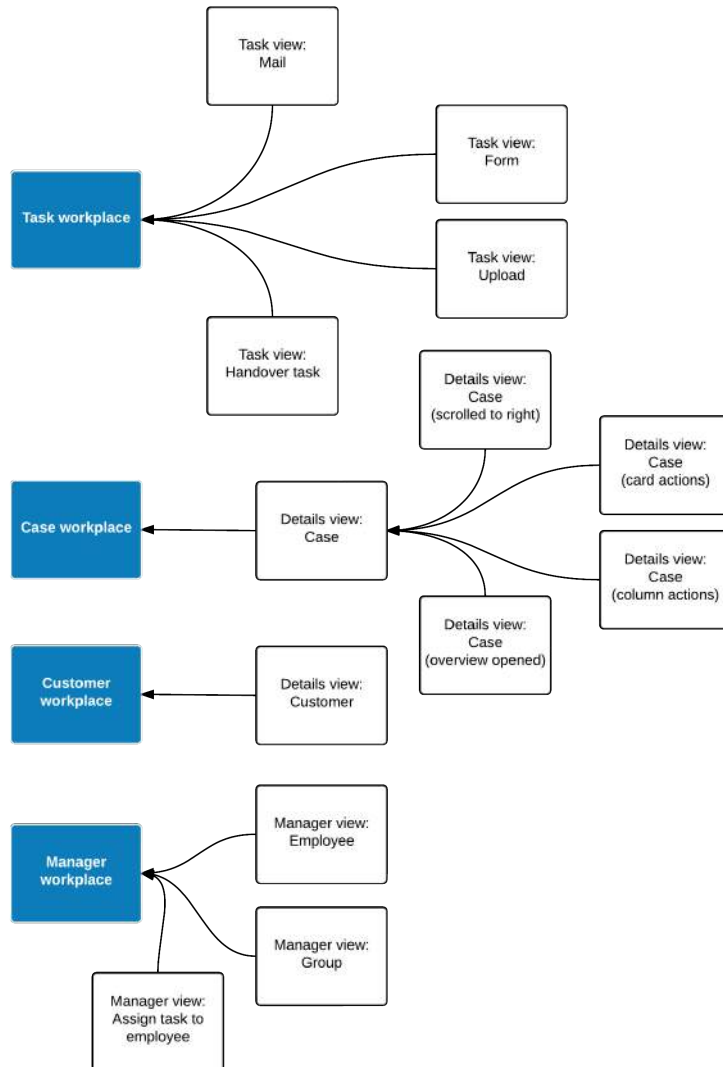 Task view:
Mail
Task view:
Form
Task workplace
Task view:
Upload
Task view:
Handover task
Details view:
Case
(scrolled to right)
Details view:
Case
(card actions)
Case workplace
Details view:
Case
Details view:
Case
(column actions)
Details view:
Case
(overview opened)
Customer
workplace
Details view:
Customer
Manager view:
Employee
Manager
workplace
Manager view:
Group
Manager view:
Assign task to
employee